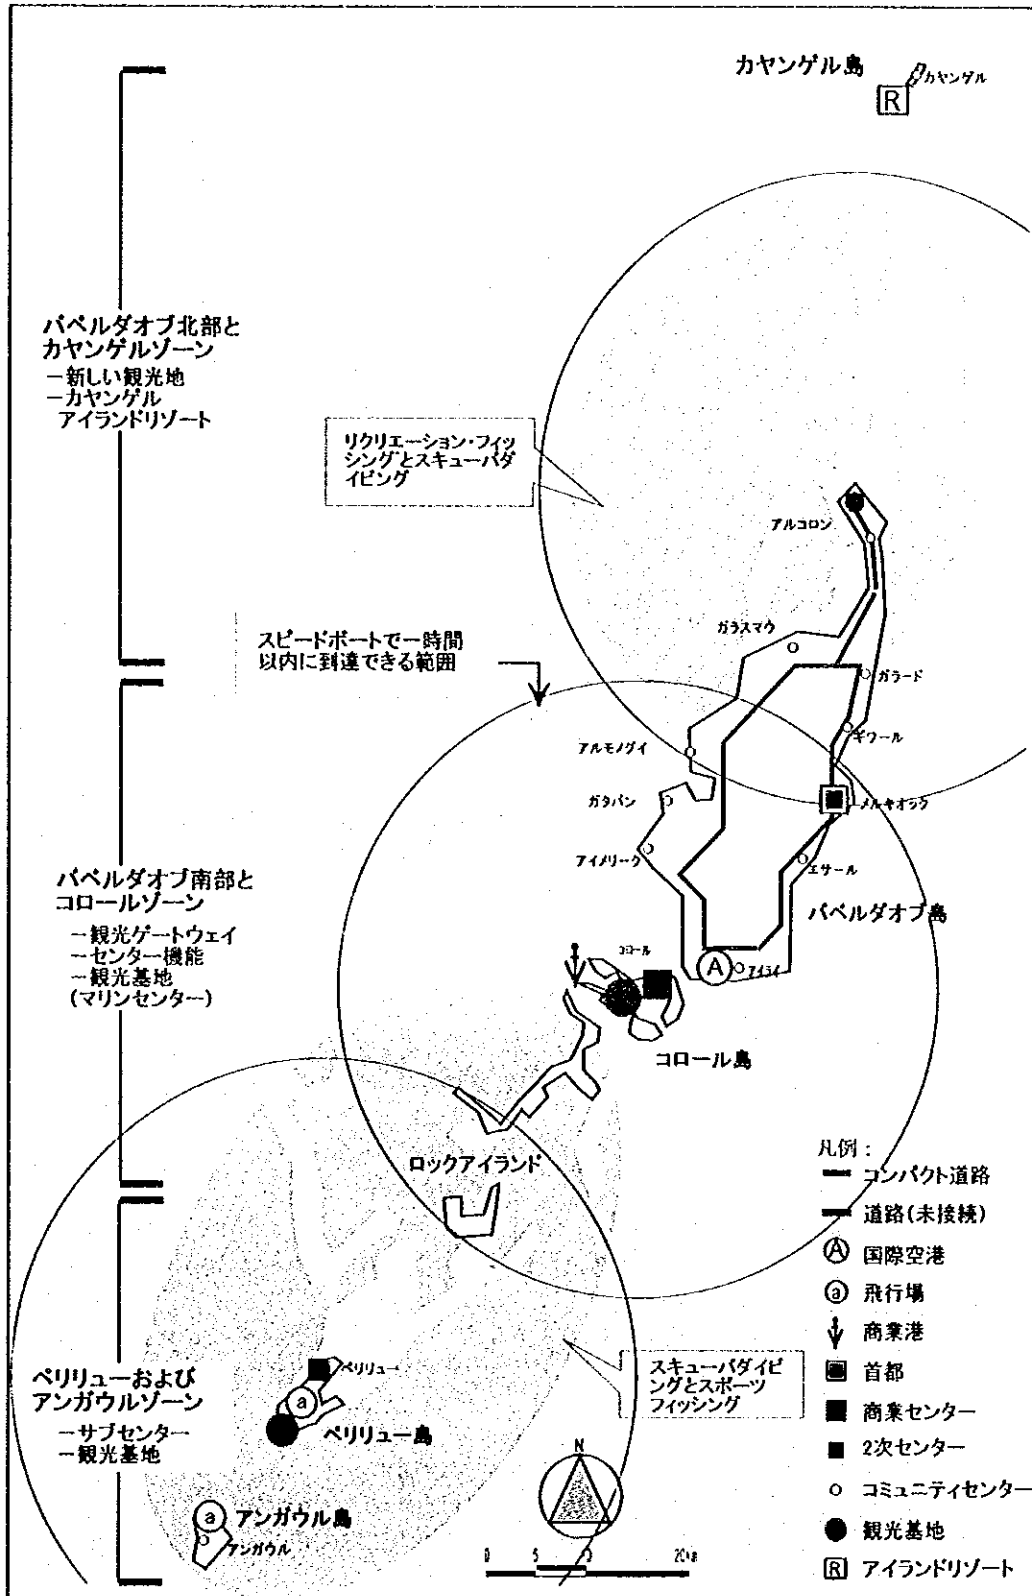 カヤンゲル島
カヤンゲル
R
バベルダオブ北部と
カヤンゲルゾーン
－新しい観光地
－カヤンゲル
アイランドリゾート
リクリエーション・フィッ
シングとスキューバダ
イビング
アルコロン
ガラスマウ
スピードボートで一時間
以内に到達できる範囲
ガラード
ギワール
アルモノグイ
ガタパン
メルキオック
アイメリーク
エサール
バベルダオブ南部と
コロールゾーン
－観光ゲートウェイ
－センター機能
－観光基地
(マリンセンター)
バベルダオブ島
コロール
A
アイライ
コロール島
ロックアイランド
凡例：
コンパクト道路
道路(未接続)
A 国際空港
a 飛行場
商業港
首都
商業センター
2次センター
コミュニティセンター
観光基地
R アイランドリゾート
ペリリューおよび
アンガウルゾーン
－サブセンター
－観光基地
ペリリュー
a
ペリリュー島
スキューバダイビ
ングとスポーツ
フィッシング
a
アンガウル島
アンガウル
N
0 5 20km